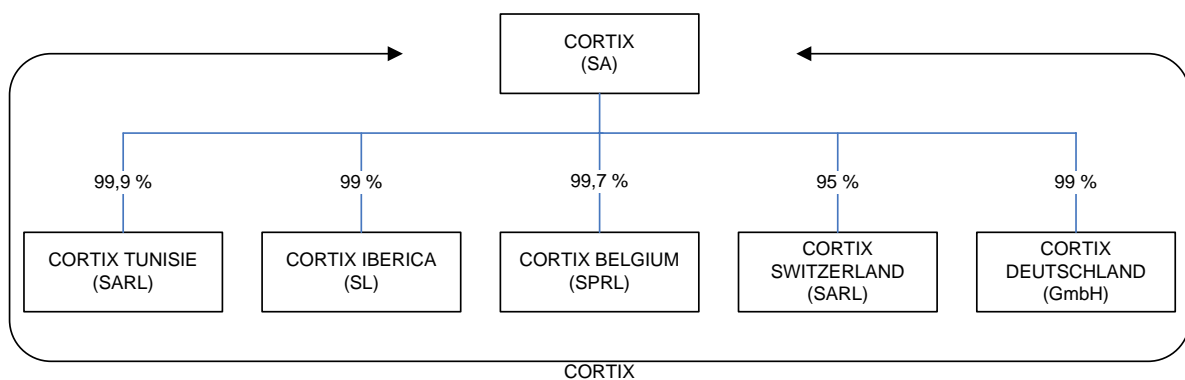 CORTIX
(SA)
99,9 %
99 %
99,7 %
95 %
99 %
CORTIX TUNISIE
(SARL)
CORTIX IBERICA
(SL)
CORTIX BELGIUM
(SPRL)
CORTIX
SWITZERLAND
(SARL)
CORTIX
DEUTSCHLAND
(GmbH)
CORTIX